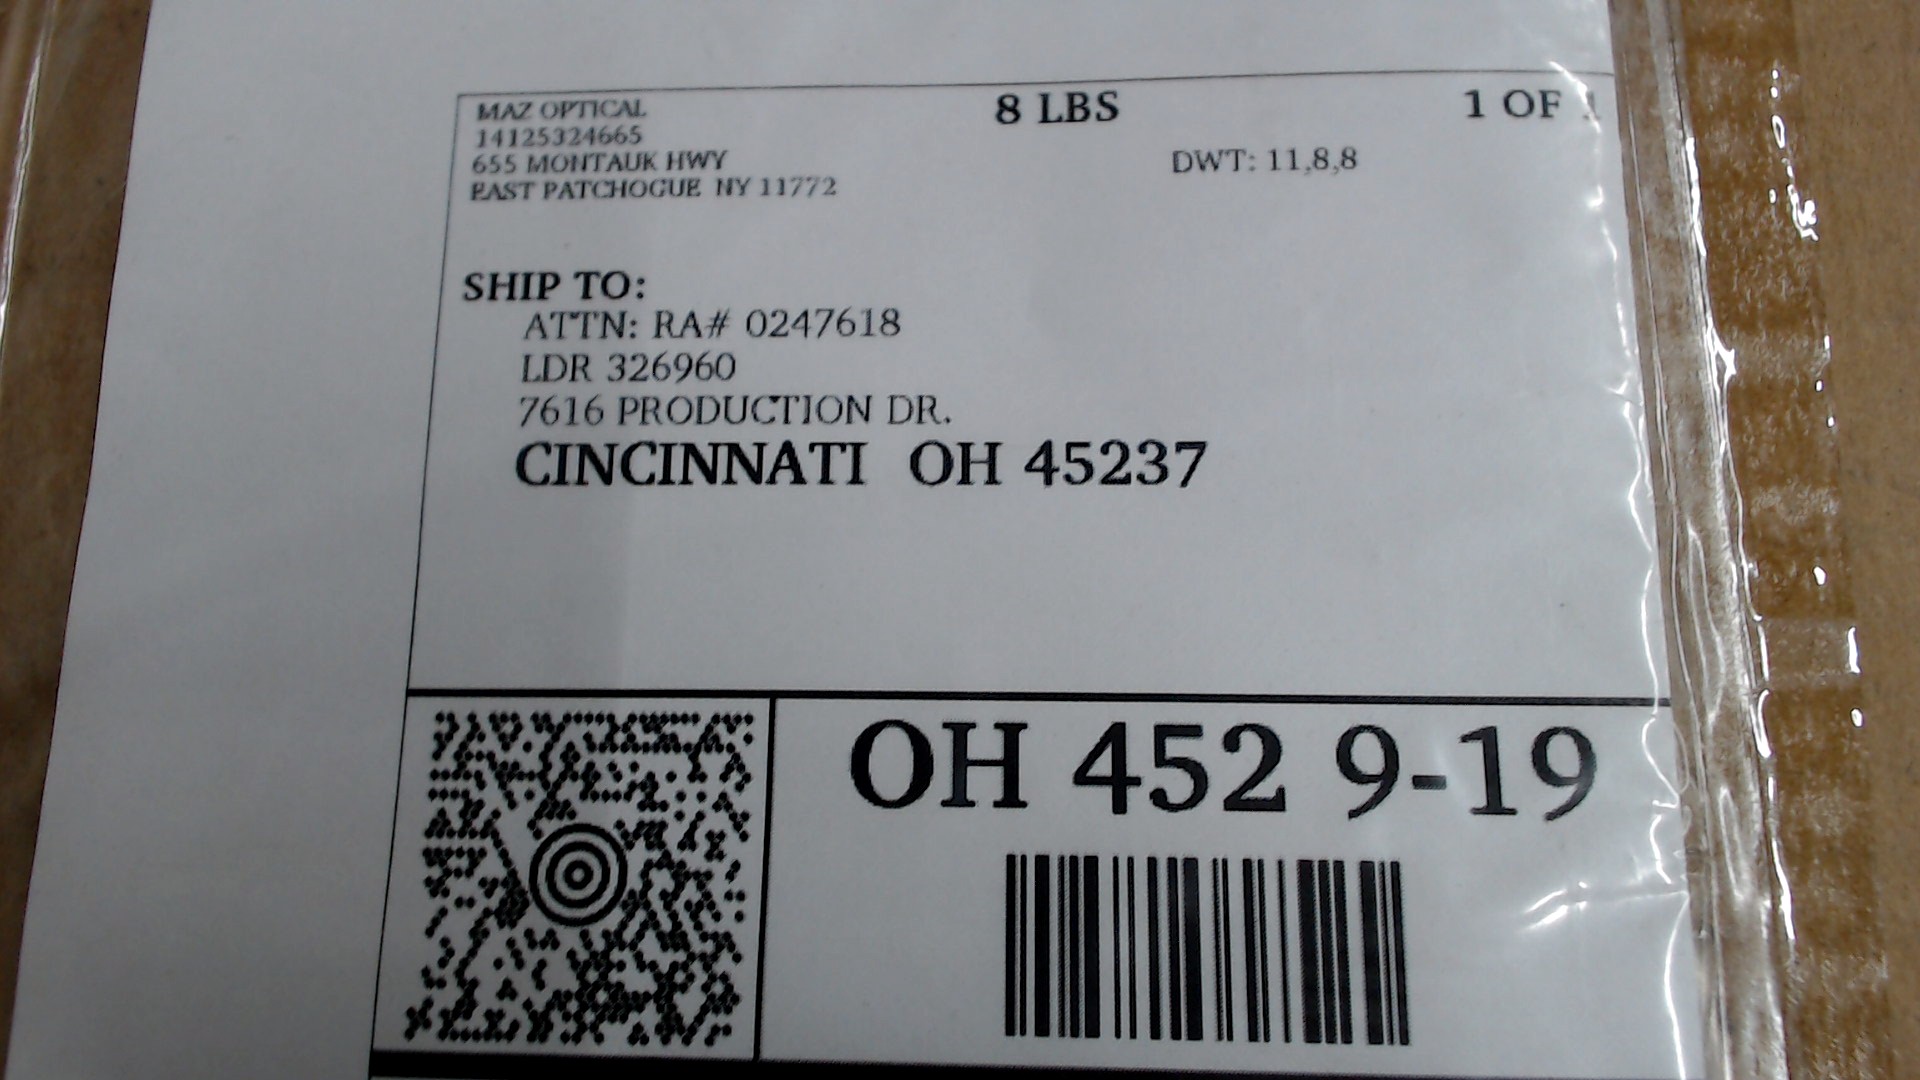 MAZ OPTICAL
14125324665
655 MONTAUK HWY
EAST PATCHOGUE NY 11772
8 LBS
1 OF 1
DWT: 11,8,8
SHIP TO:
ATTN: RA# 0247618
LDR 326960
7616 PRODUCTION DR.
CINCINNATI OH 45237
OH 452 9-19